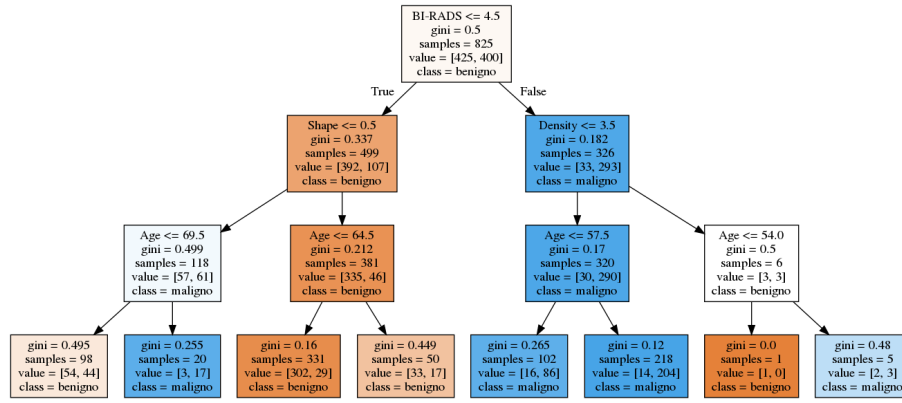 BI-RADS <= 4.5
gini = 0.5
samples = 825
value = [425, 400]
class = benigno
True
False
Shape <= 0.5
gini = 0.337
samples = 499
value = [392, 107]
class = benigno
Density <= 3.5
gini = 0.182
samples = 326
value = [33, 293]
class = maligno
Age <= 69.5
gini = 0.499
samples = 118
value = [57, 61]
class = maligno
Age <= 64.5
gini = 0.212
samples = 381
value = [335, 46]
class = benigno
Age <= 57.5
gini = 0.17
samples = 320
value = [30, 290]
class = maligno
Age <= 54.0
gini = 0.5
samples = 6
value = [3, 3]
class = benigno
gini = 0.495
samples = 98
value = [54, 44]
class = benigno
gini = 0.255
samples = 20
value = [3, 17]
class = maligno
gini = 0.16
samples = 331
value = [302, 29]
class = benigno
gini = 0.449
samples = 50
value = [33, 17]
class = benigno
gini = 0.265
samples = 102
value = [16, 86]
class = maligno
gini = 0.12
samples = 218
value = [14, 204]
class = maligno
gini = 0.0
samples = 1
value = [1, 0]
class = benigno
gini = 0.48
samples = 5
value = [2, 3]
class = maligno